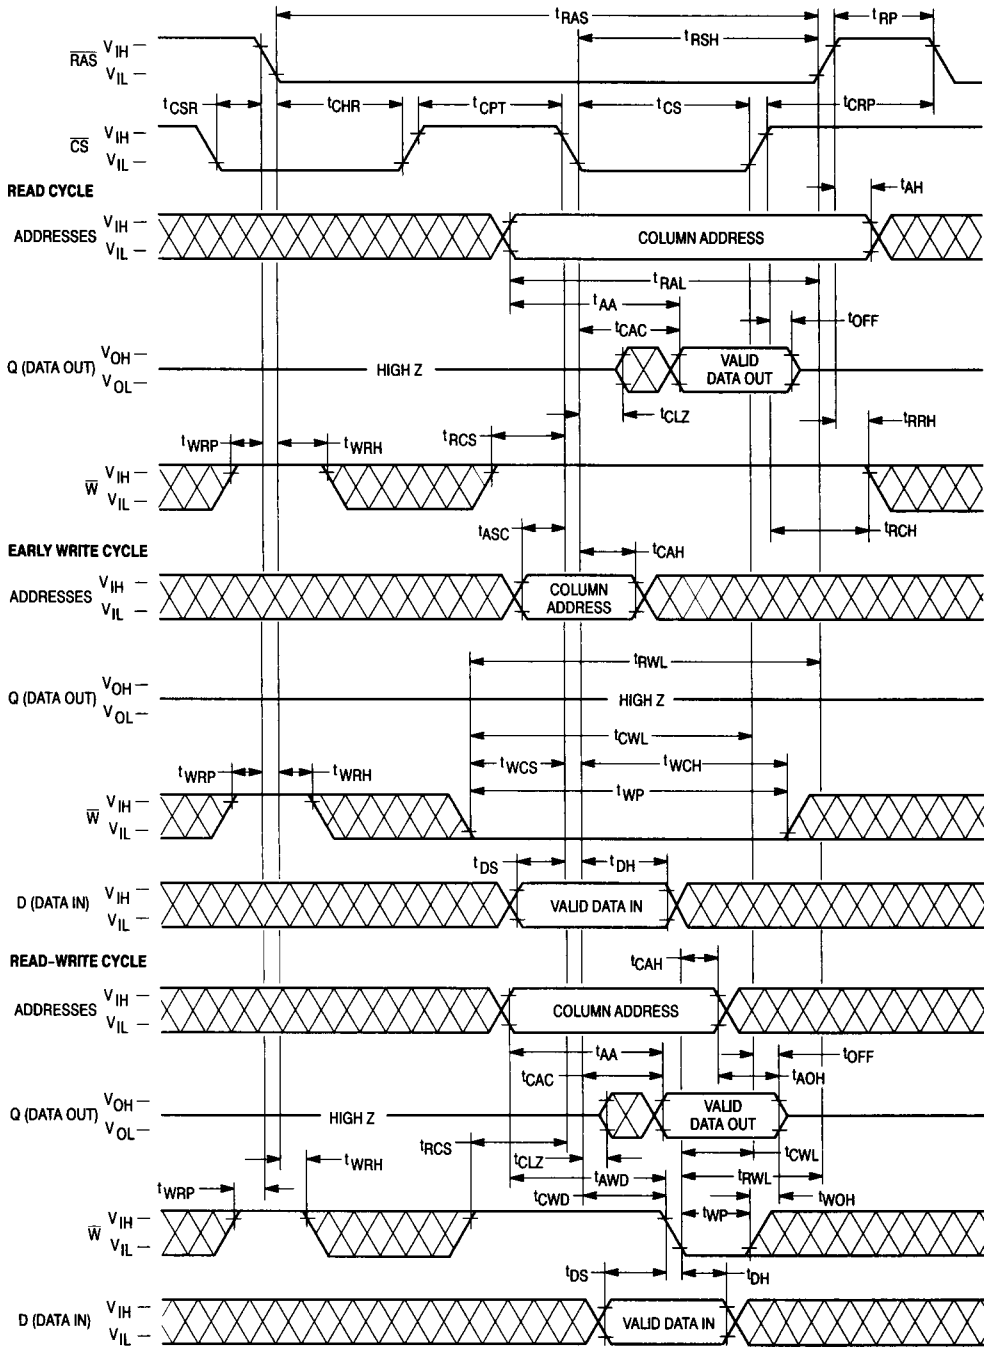 tRAS
tRP
tRSH
RAS
VIH
VIL
tCSR
tCHR
tCPT
tCS
tCRP
CS
VIH
VIL
READ CYCLE
tAH
ADDRESSES
VIH
VIL
COLUMN ADDRESS
tRAL
tAA
tCAC
tOFF
Q (DATA OUT)
VOH
VOL
HIGH Z
VALID
DATA OUT
tCLZ
tRRH
tWRP
tWRH
tRCS
W
VIH
VIL
tASC
tRCH
EARLY WRITE CYCLE
tCAH
ADDRESSES
VIH
VIL
COLUMN
ADDRESS
tRWL
Q (DATA OUT)
VOH
VOL
HIGH Z
tCWL
tWRP
tWRH
tWCS
tWCH
tWP
W
VIH
VIL
tDS
tDH
D (DATA IN)
VIH
VIL
VALID DATA IN
READ-WRITE CYCLE
tCAH
ADDRESSES
VIH
VIL
COLUMN ADDRESS
tAA
tOFF
tCAC
tAOH
Q (DATA OUT)
VOH
VOL
HIGH Z
VALID
DATA OUT
tRCS
tCLZ
tCWL
tWRH
tAWD
tRWL
tWRP
tCWD
tWP
tWOH
W
VIH
VIL
tDS
tDH
D (DATA IN)
VIH
VIL
VALID DATA IN